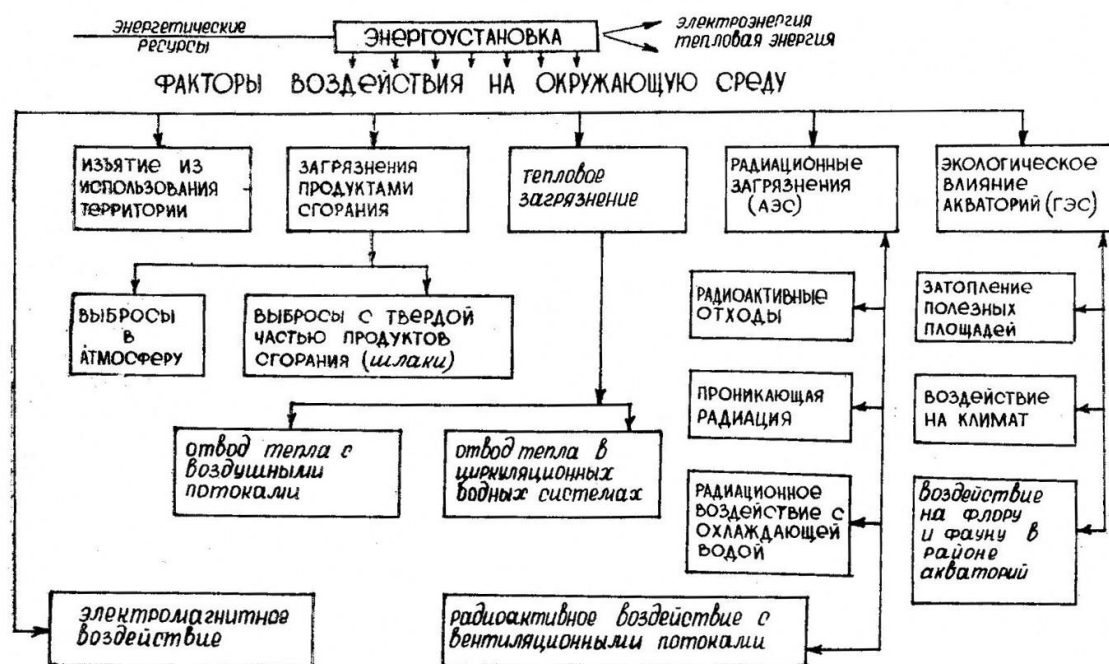 ЭНЕРГЕТИЧЕСКИЕ
РЕСУРСЫ
ЭНЕРГОУСТАНОВКА
ЭЛЕКТРОЭНЕРГИЯ
ТЕПЛОВАЯ ЭНЕРГИЯ
ФАКТОРЫ ВОЗДЕЙСТВИЯ НА ОКРУЖАЮЩУЮ СРЕДУ
ИЗЪЯТИЕ ИЗ
ИСПОЛЬЗОВАНИЯ
ТЕРРИТОРИИ
ЗАГРЯЗНЕНИЯ
ПРОДУКТАМИ
СГОРАНИЯ
ТЕПЛОВОЕ
ЗАГРЯЗНЕНИЕ
РАДИАЦИОННЫЕ
ЗАГРЯЗНЕНИЯ
(АЭС)
ЭКОЛОГИЧЕСКОЕ
ВЛИЯНИЕ
АКВАТОРИЙ (ГЭС)
ВЫБРОСЫ
В
АТМОСФЕРУ
ВЫБРОСЫ С ТВЕРДОЙ
ЧАСТЬЮ ПРОДУКТОВ
СГОРАНИЯ (ШЛАКИ)
РАДИОАКТИВНЫЕ
ОТХОДЫ
ЗАТОПЛЕНИЕ
ПОЛЕЗНЫХ
ПЛОЩАДЕЙ
ПРОНИКАЮЩАЯ
РАДИАЦИЯ
ВОЗДЕЙСТВИЕ
НА КЛИМАТ
ОТВОД ТЕПЛА С
ВОЗДУШНЫМИ
ПОТОКАМИ
ОТВОД ТЕПЛА В
ЦИРКУЛЯЦИОННЫХ
ВОДНЫХ СИСТЕМАХ
РАДИАЦИОННОЕ
ВОЗДЕЙСТВИЕ С
ОХЛАЖДАЮЩЕЙ
ВОДОЙ
ВОЗДЕЙСТВИЕ
НА ФЛОРУ
И ФАУНУ В
РАЙОНЕ
АКВАТОРИЙ
ЭЛЕКТРОМАГНИТНОЕ
ВОЗДЕЙСТВИЕ
РАДИОАКТИВНОЕ ВОЗДЕЙСТВИЕ С
ВЕНТИЛЯЦИОННЫМИ ПОТОКАМИ